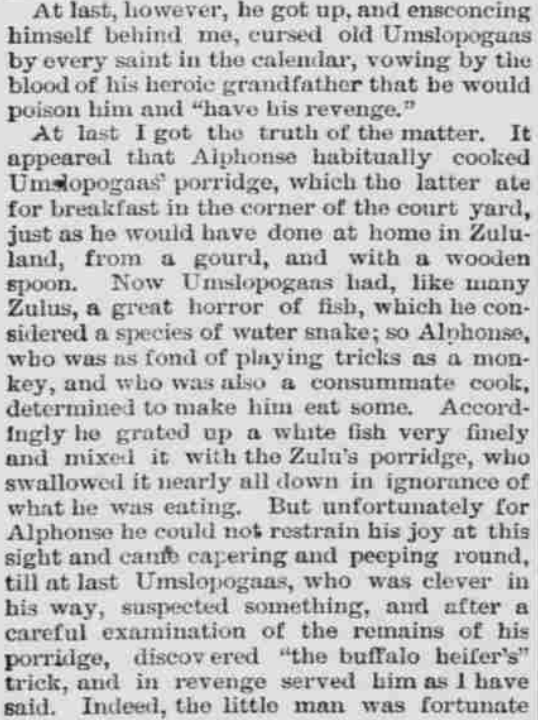 At last, however, he got up, and ensconcing
himself behind me, cursed old Umslopogaas
by every saint in the calendar, vowing by the
blood of his heroic grandfather that he would
poison him and "have his revenge."
At last I got the truth of the matter. It
appeared that Alphonse habitually cooked
Umslopogaas' porridge, which the latter ate
for breakfast in the corner of the court yard,
just as he would have done at home in Zulu-
land, from a gourd, and with a wooden
spoon. Now Umslopogaas had, like many
Zulus, a great horror of fish, which he con-
sidered a species of water snake; so Alphonse,
who was as fond of playing tricks as a mon-
key, and who was also a consummate cook,
determined to make him eat some. Accord-
ingly he grated up a white fish very finely
and mixed it with the Zulu's porridge, who
swallowed it nearly all down in ignorance of
what he was eating. But unfortunately for
Alphonse he could not restrain his joy at this
sight and came capering and peeping round,
till at last Umslopogaas, who was clever in
his way, suspected something, and after a
careful examination of the remains of his
porridge, discovered "the buffalo heifer's"
trick, and in revenge served him as I have
said. Indeed, the little man was fortunate